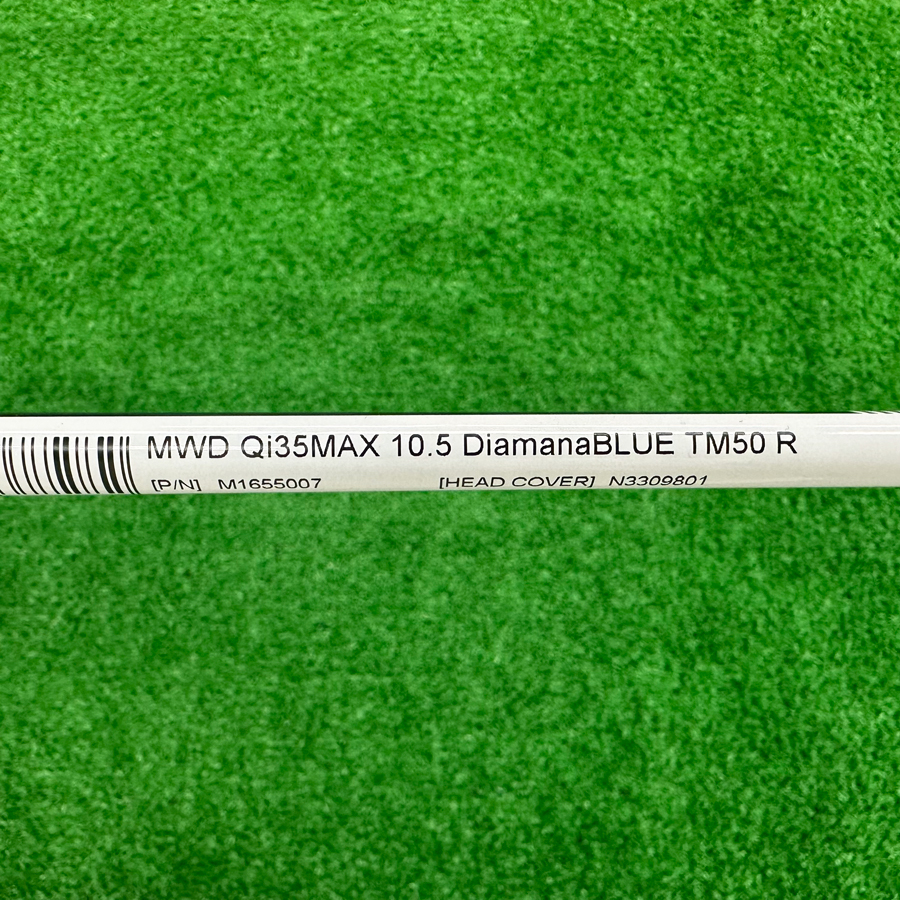 MWD Qi35MAX 10.5 DiamanaBLUE TM50 R
[P/N] M1655007 [HEAD COVER] N3309801